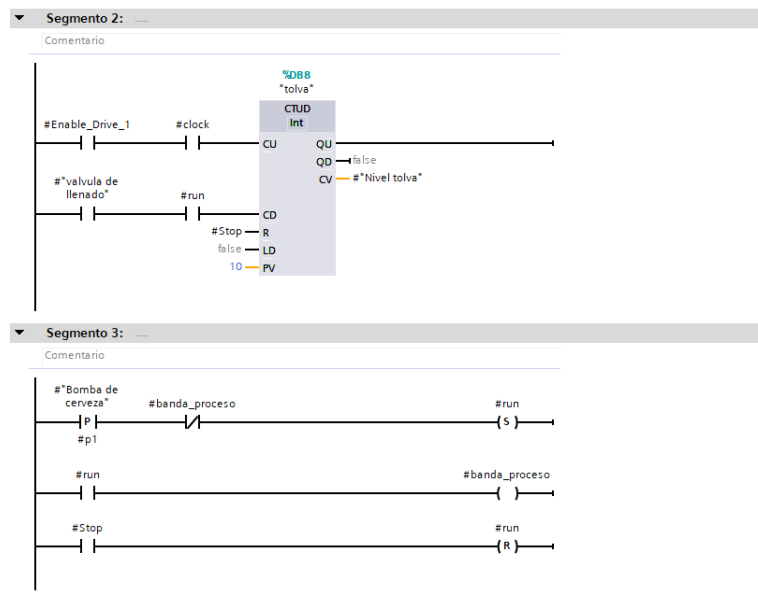 Segmento 2: .....
Comentario
%DB8
"tolva"
CTUD
Int
#Enable_Drive_1
#clock
CU
QU
QD
false
CV
#"Nivel tolva"
#"valvula de
llenado"
#run
CD
#Stop
R
false
LD
10
PV
Segmento 3: .....
Comentario
#"Bomba de
cerveza"
#banda_proceso
#run
P
S
#p1
#run
#banda_proceso
#Stop
#run
R